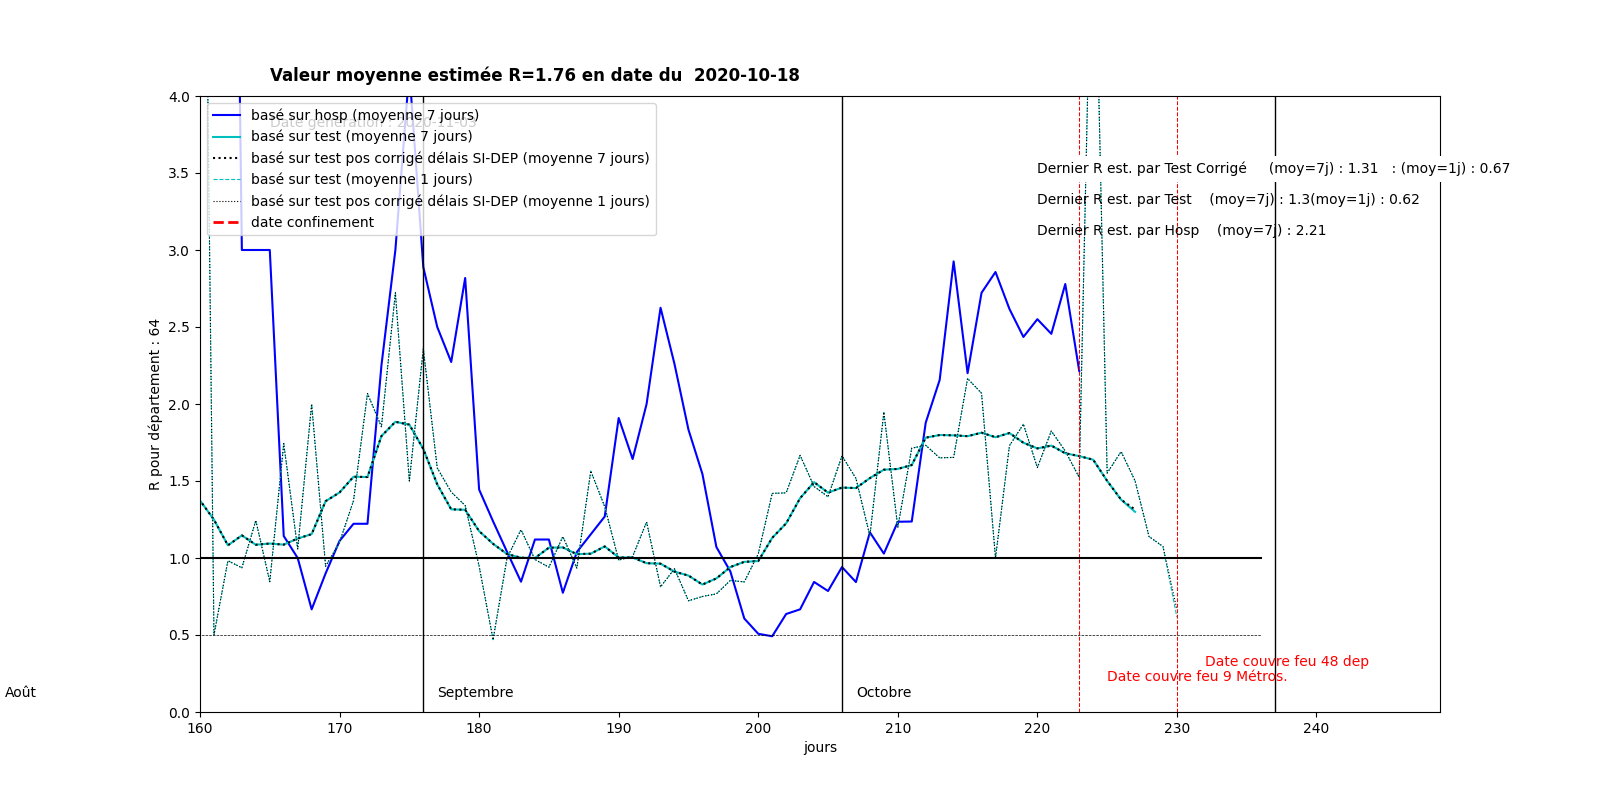 Valeur moyenne estimée R=1.76 en date du  2020-10-18
Date génération : 2020-11-03
basé sur hosp (moyenne 7 jours)
basé sur test (moyenne 7 jours)
basé sur test pos corrigé délais SI-DEP (moyenne 7 jours)
basé sur test (moyenne 1 jours)
basé sur test pos corrigé délais SI-DEP (moyenne 1 jours)
date confinement
Dernier R est. par Test Corrigé     (moy=7j) : 1.31   : (moy=1j) : 0.67
Dernier R est. par Test    (moy=7j) : 1.3(moy=1j) : 0.62
Dernier R est. par Hosp    (moy=7j) : 2.21
4.0
3.5
3.0
2.5
2.0
1.5
1.0
0.5
0.0
R pour département : 64
Date couvre feu 48 dep
Date couvre feu 9 Métros.
Août
Septembre
Octobre
160 170 180 190 200 210 220 230 240
jours